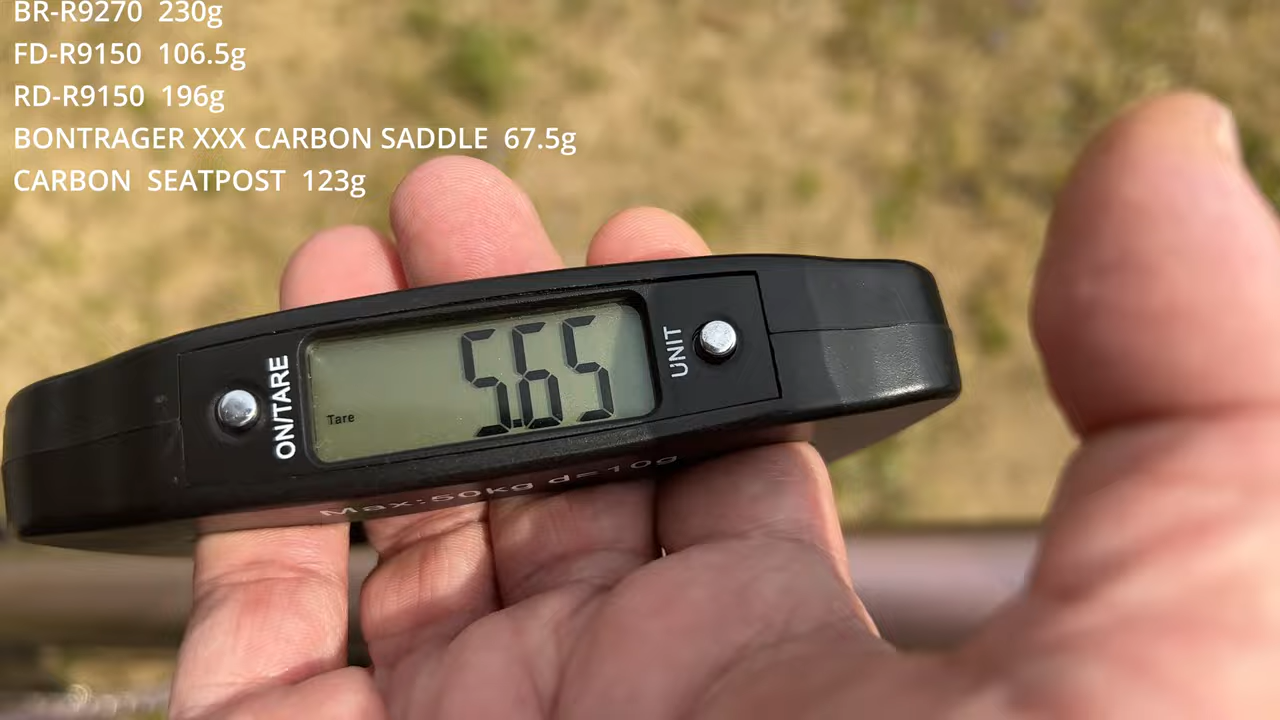 BR-R9270 230g
FD-R9150 106.5g
RD-R9150 196g
BONTRAGER XXX CARBON SADDLE 67.5g
CARBON SEATPOST 123g
ON/TARE
Tare
5.65
UNIT
Max:50kg d=10g